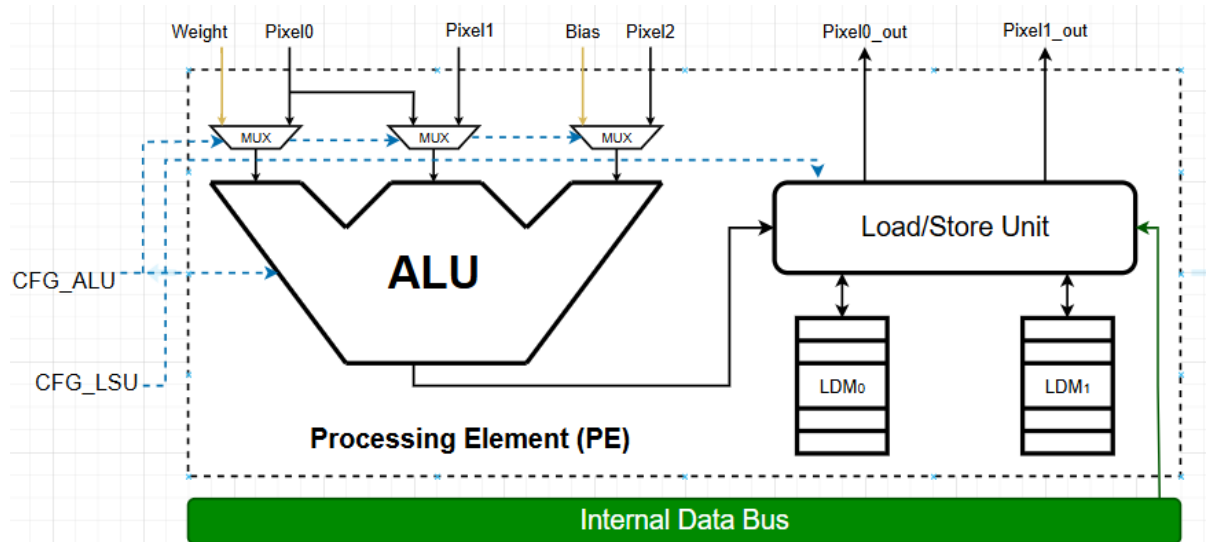 Weight
Pixel0
Pixel1
Bias
Pixel2
Pixel0_out
Pixel1_out
MUX
MUX
MUX
Load/Store Unit
ALU
CFG_ALU
CFG_LSU
LDM0
LDM1
Processing Element (PE)
Internal Data Bus